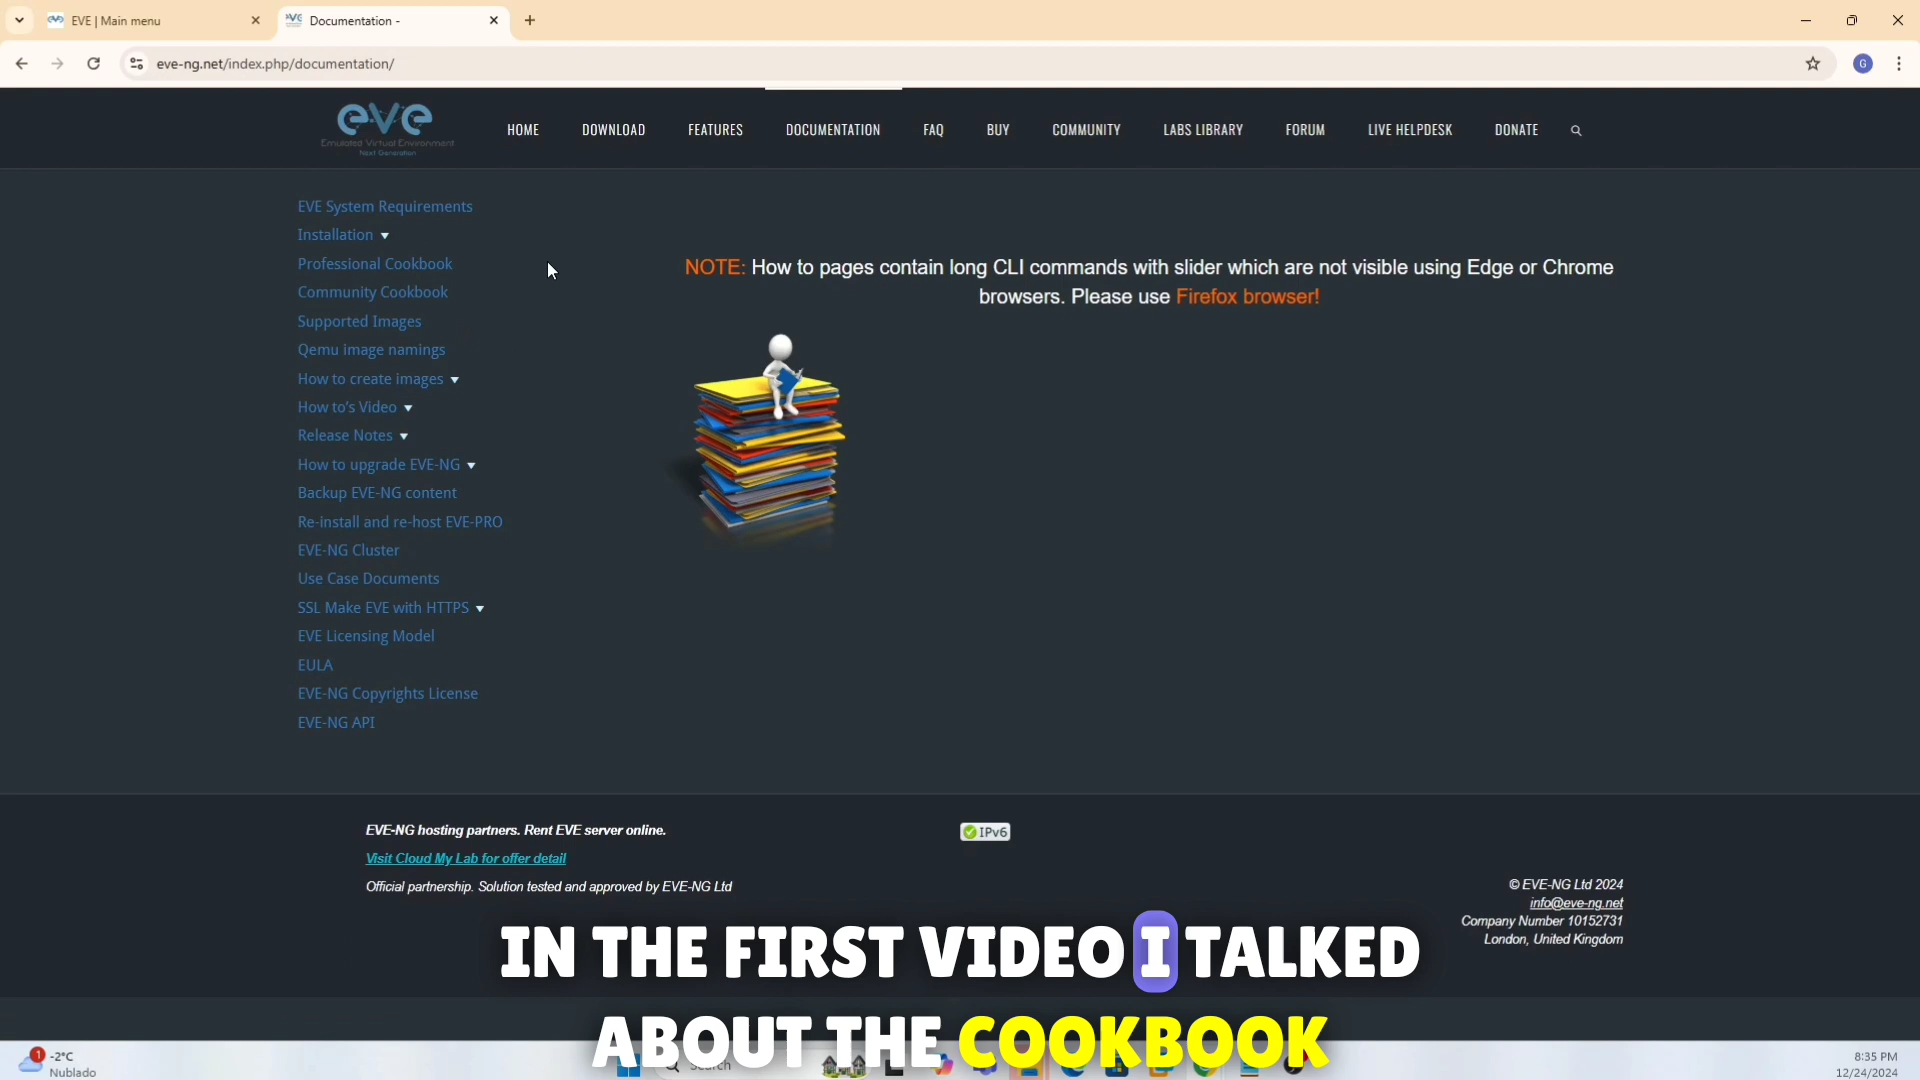 EVE | Main menu
Documentation -
eve-ng.net/index.php/documentation/
G
eve
Emulated Virtual Environment
Next Generation
HOME
DOWNLOAD
FEATURES
DOCUMENTATION
FAQ
BUY
COMMUNITY
LABS LIBRARY
FORUM
LIVE HELPDESK
DONATE
EVE System Requirements
Installation
Professional Cookbook
Community Cookbook
Supported Images
Qemu image namings
How to create images
How to's Video
Release Notes
How to upgrade EVE-NG
Backup EVE-NG content
Re-install and re-host EVE-PRO
EVE-NG Cluster
Use Case Documents
SSL Make EVE with HTTPS
EVE Licensing Model
EULA
EVE-NG Copyrights License
EVE-NG API
NOTE: How to pages contain long CLI commands with slider which are not visible using Edge or Chrome
browsers. Please use Firefox browser!
EVE-NG hosting partners. Rent EVE server online.
Visit Cloud My Lab for offer detail
Official partnership. Solution tested and approved by EVE-NG Ltd
IPv6
© EVE-NG Ltd 2024
info@eve-ng.net
Company Number 10152731
London, United Kingdom
IN THE FIRST VIDEO I TALKED
ABOUT THE COOKBOOK
1
-2°C
Nublado
Search
8:35 PM
12/24/2024